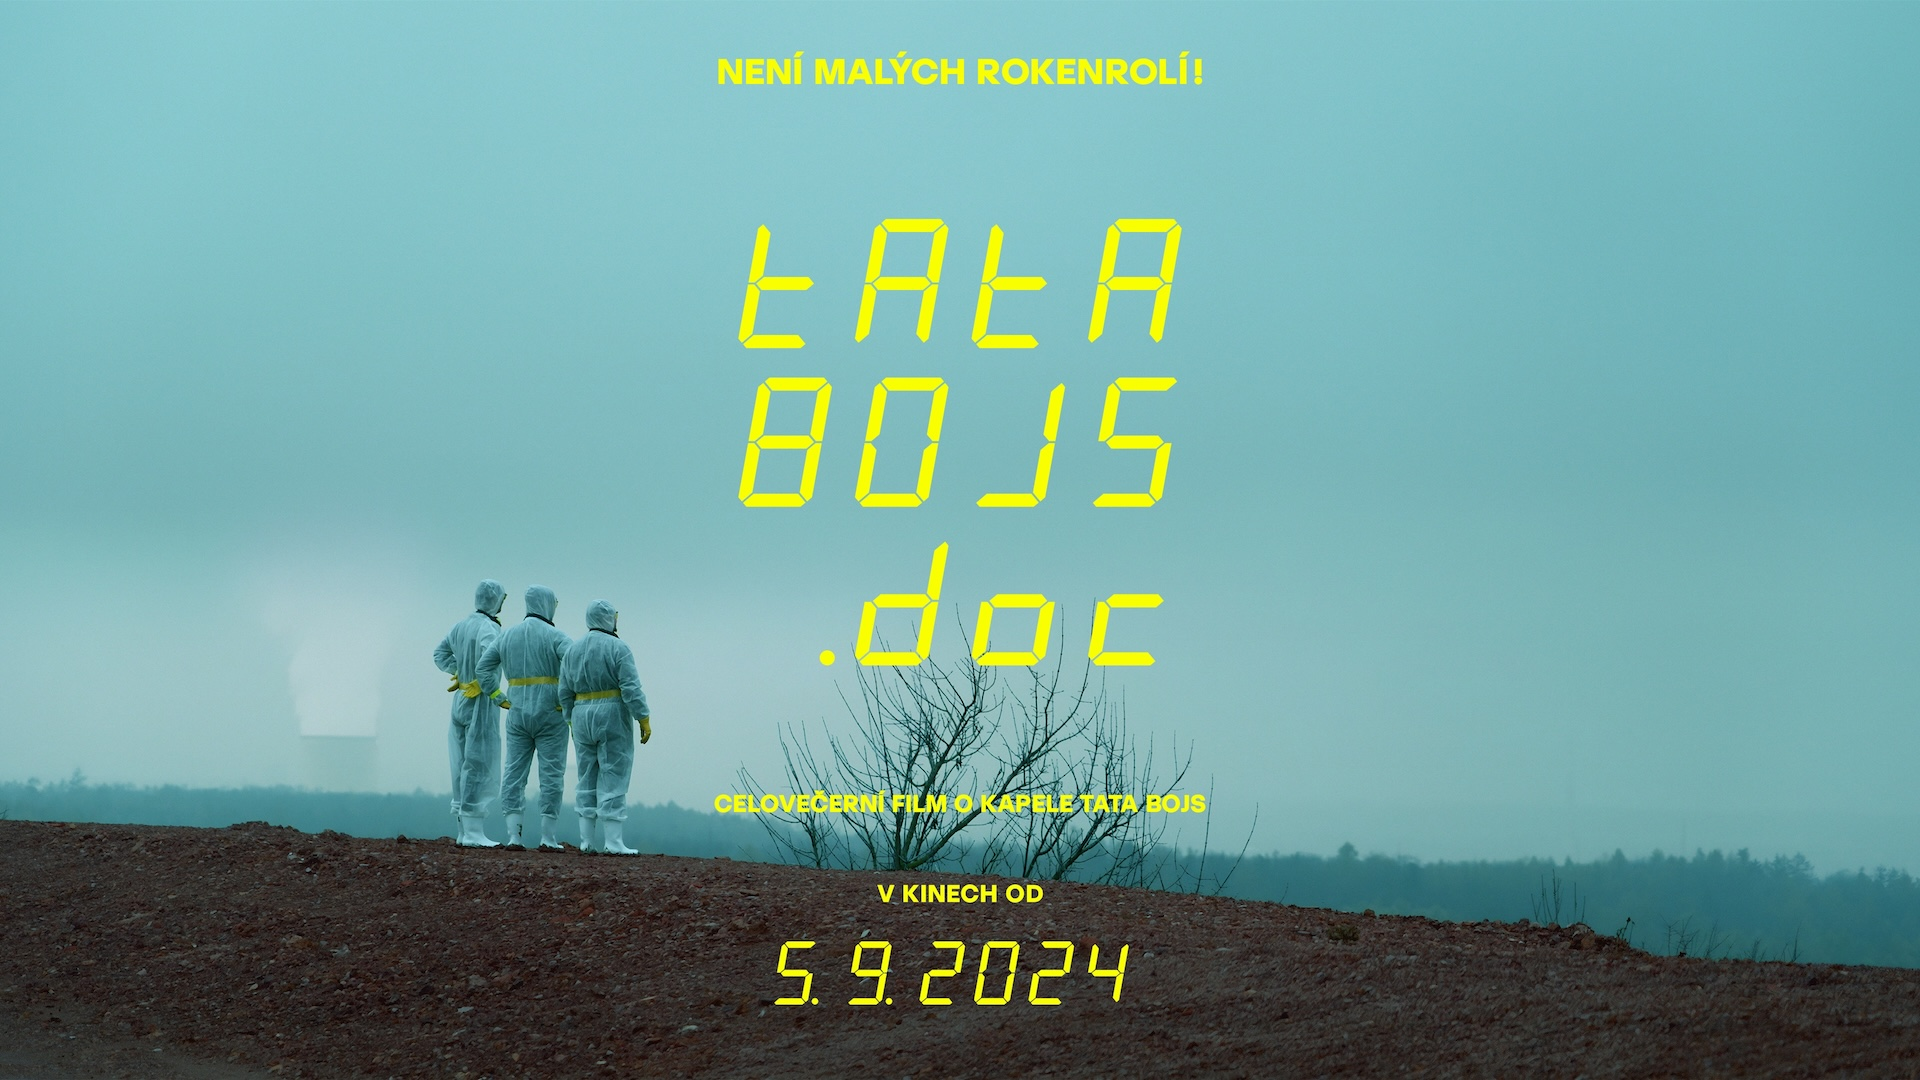 NENÍ MALÝCH ROKENROLÍ!
tAtA
BOJS
.doc
CELOVEČERNÍ FILM O KAPELE TATA BOJS
V KINECH OD
5.9.2024